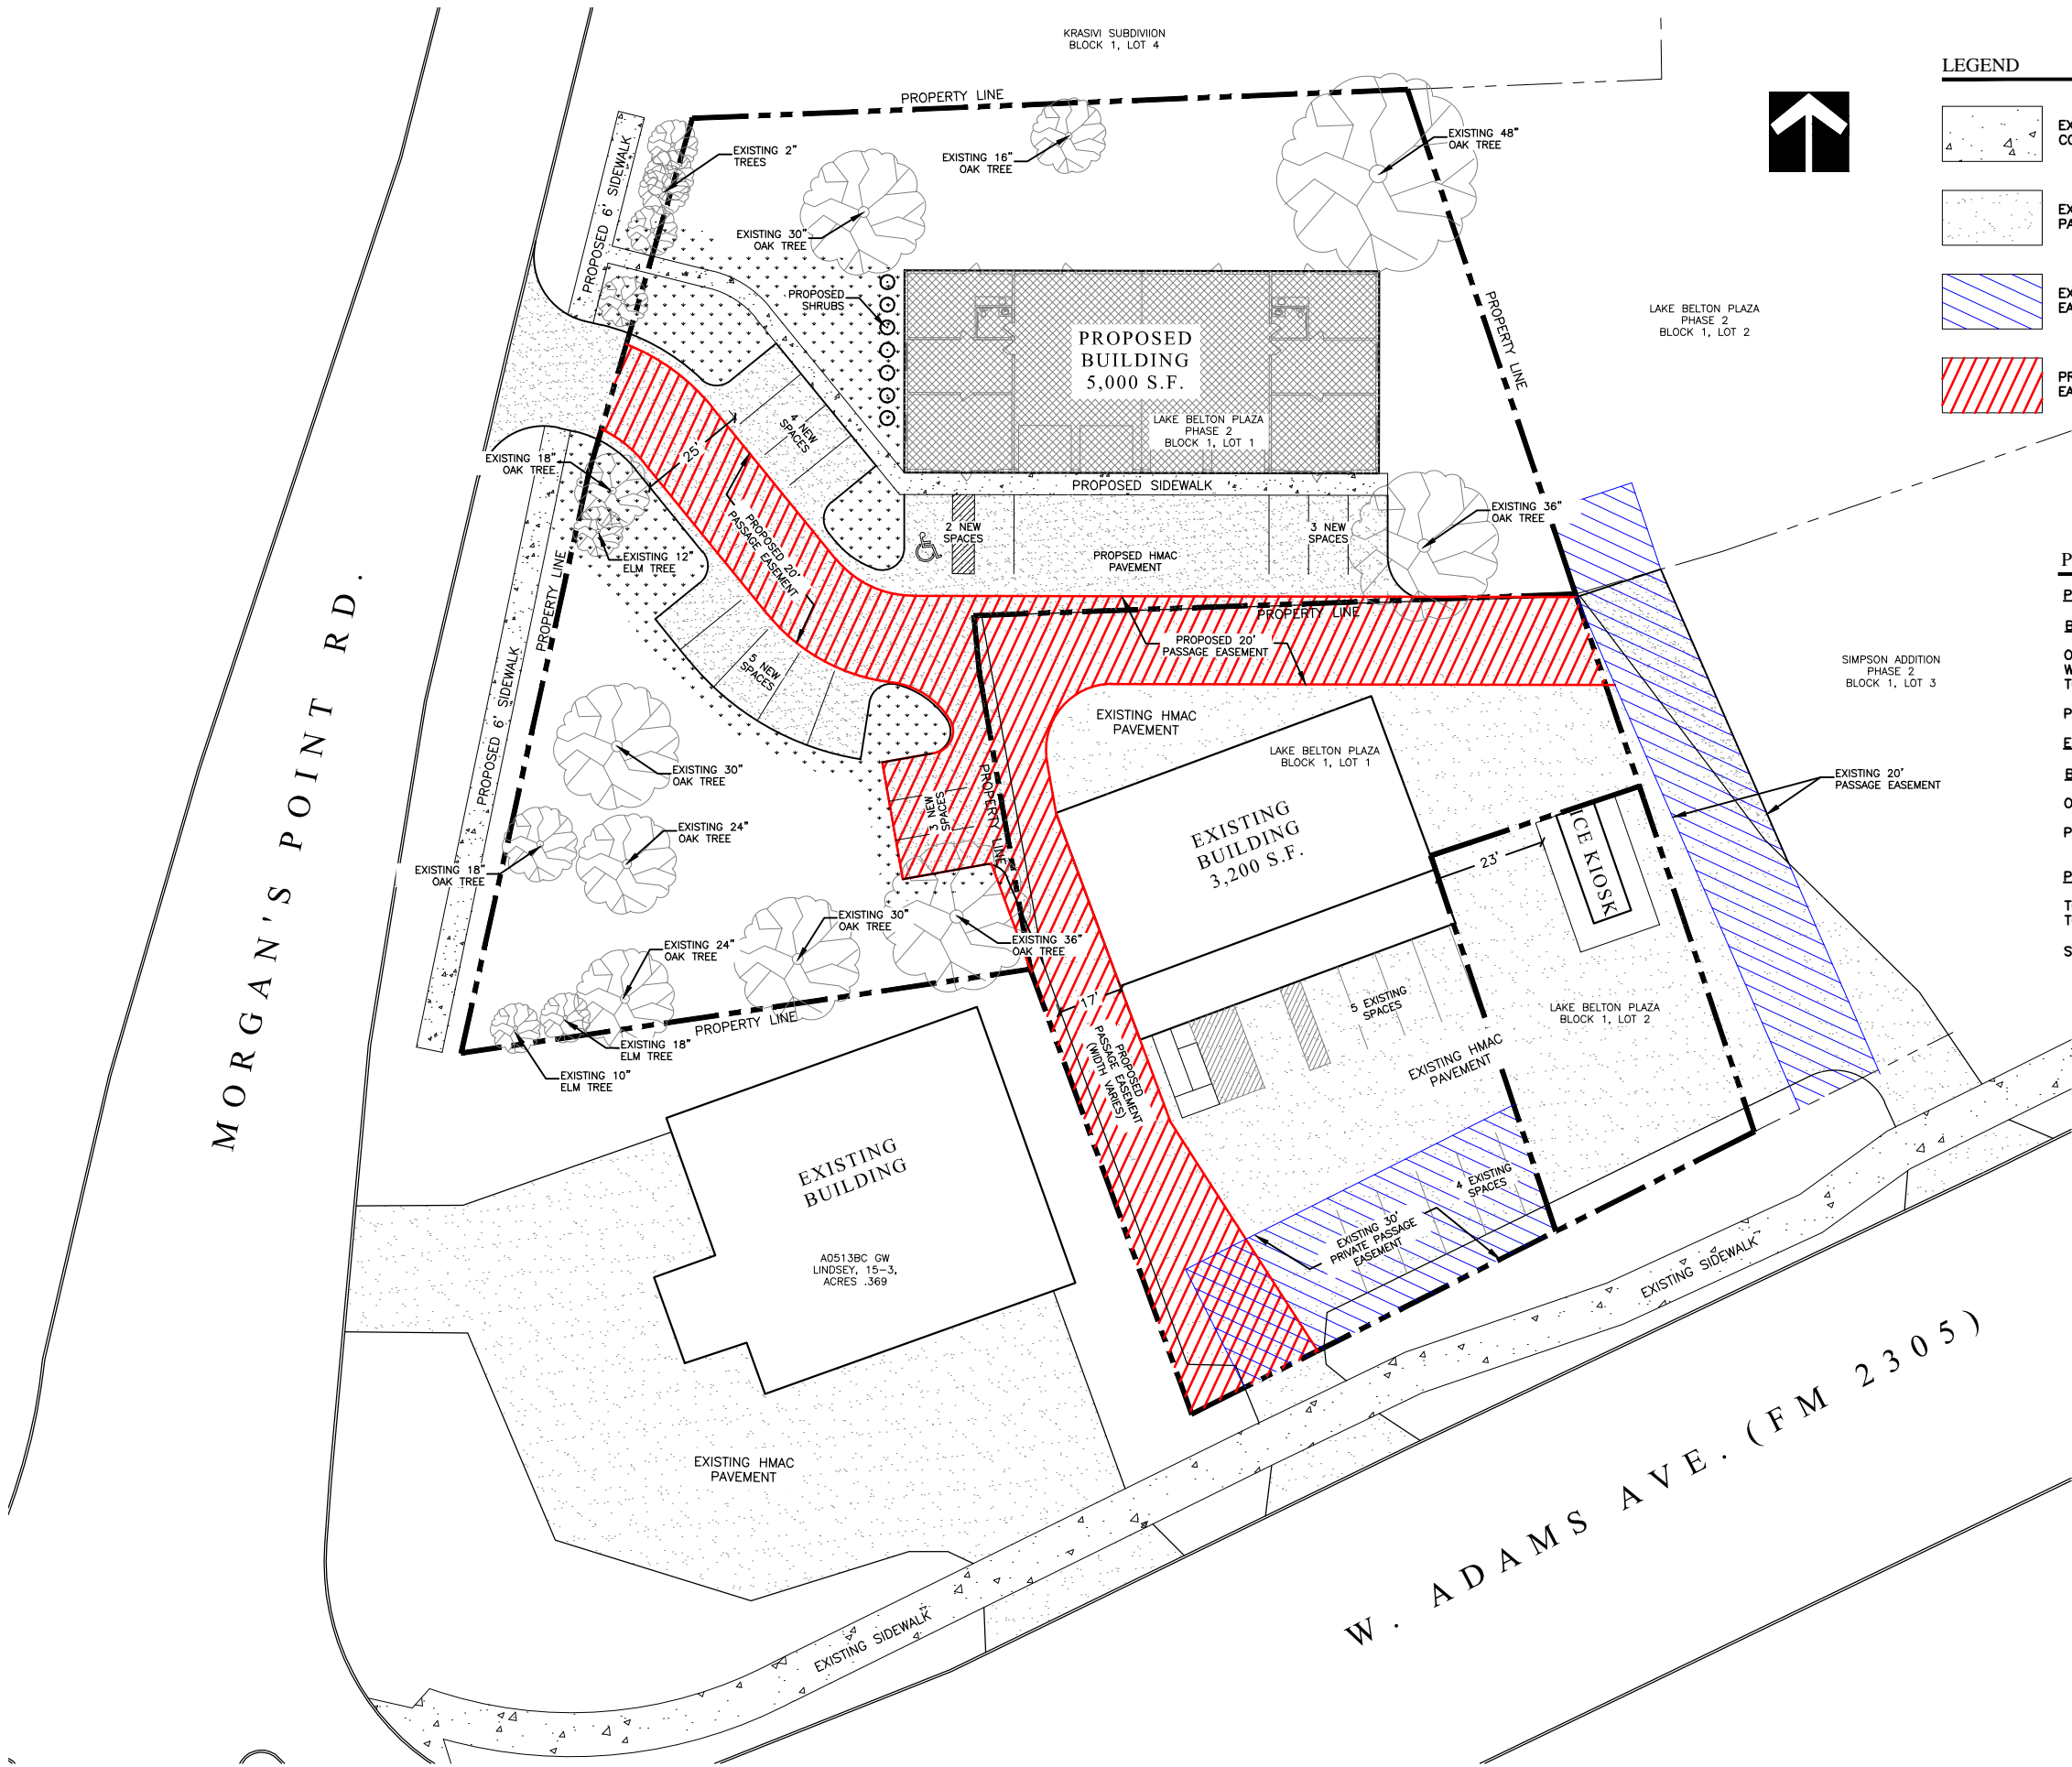 KRASIVI SUBDIVIION
BLOCK 1, LOT 4
LEGEND
PROPERTY LINE
EXISTING 2"
TREES
EXISTING 16"
OAK TREE
EXISTING 48"
OAK TREE
PROPOSED 6' SIDEWALK
EXISTING 30"
OAK TREE
PROPOSED
SHRUBS
PROPOSED
BUILDING
5,000 S.F.
LAKE BELTON PLAZA
PHASE 2
BLOCK 1, LOT 1
PROPERTY LINE
LAKE BELTON PLAZA
PHASE 2
BLOCK 1, LOT 2
4 NEW
SPACES
25'
EXISTING 18"
OAK TREE
PROPOSED SIDEWALK
2 NEW
SPACES
3 NEW
SPACES
EXISTING 36"
OAK TREE
PROPSED HMAC
PAVEMENT
PROPOSED 20'
PASSAGE EASEMENT
EXISTING 12"
ELM TREE
PROPERTY LINE
PROPERTY LINE
PROPOSED 20'
PASSAGE EASEMENT
5 NEW
SPACES
PROPOSED 6' SIDEWALK
SIMPSON ADDITION
PHASE 2
BLOCK 1, LOT 3
EXISTING HMAC
PAVEMENT
LAKE BELTON PLAZA
BLOCK 1, LOT 1
EXISTING 30"
OAK TREE
PROPERTY LINE
3 NEW
SPACES
EXISTING 20'
PASSAGE EASEMENT
EXISTING
BUILDING
3,200 S.F.
ICE KIOSK
23'
EXISTING 24"
OAK TREE
EXISTING 18"
OAK TREE
EXISTING 30"
OAK TREE
EXISTING 36"
OAK TREE
EXISTING 24"
OAK TREE
MORGAN'S POINT RD.
17'
5 EXISTING
SPACES
LAKE BELTON PLAZA
BLOCK 1, LOT 2
PROPERTY LINE
EXISTING 18"
ELM TREE
EXISTING 10"
ELM TREE
PROPOSED
PASSAGE EASEMENT
(WIDTH VARIES)
EXISTING HMAC
PAVEMENT
EXISTING
BUILDING
4 EXISTING
SPACES
EXISTING 30'
PRIVATE PASSAGE
EASEMENT
A0513BC GW
LINDSEY, 15-3,
ACRES .369
EXISTING SIDEWALK
EXISTING HMAC
PAVEMENT
W. ADAMS AVE. (FM 2305)
EXISTING SIDEWALK